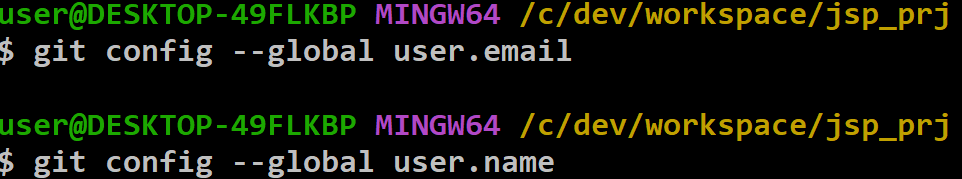 user@DESKTOP-49FLKBP MINGW64 /c/dev/workspace/jsp_prj
$ git config --global user.email
user@DESKTOP-49FLKBP MINGW64 /c/dev/workspace/jsp_prj
$ git config --global user.name